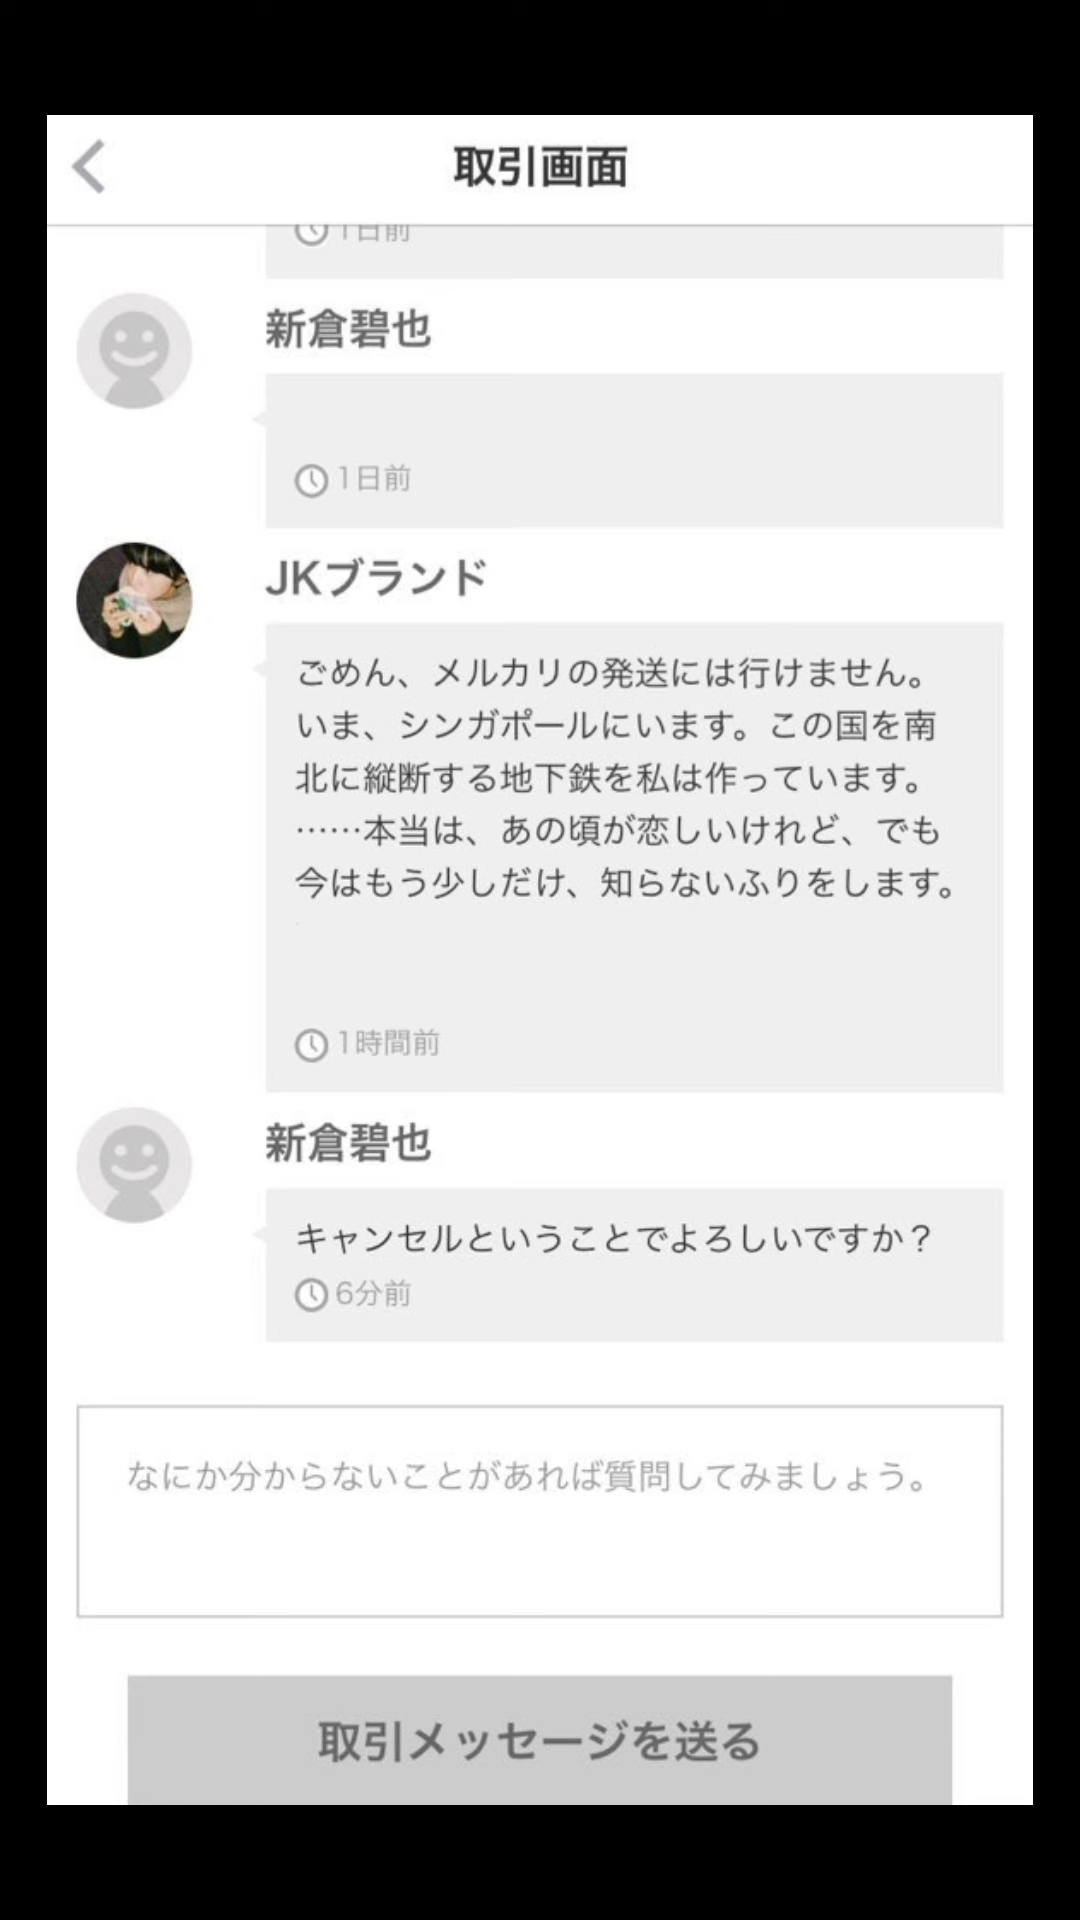 取引画面
1日前
新倉碧也
1日前
JKブランド
ごめん、メルカリの発送には行けません。
いま、シンガポールにいます。この国を南
北に縦断する地下鉄を私は作っています。
……本当は、あの頃が恋しいけれど、でも
今はもう少しだけ、知らないふりをします。
1時間前
新倉碧也
キャンセルということでよろしいですか？
6分前
なにか分からないことがあれば質問してみましょう。
取引メッセージを送る